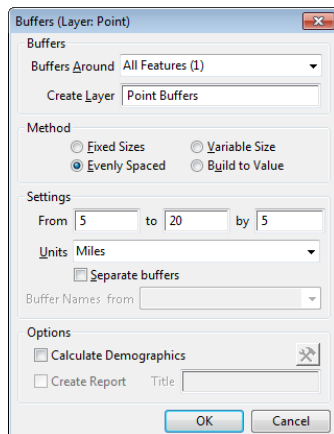 Buffers (Layer: Point)
Buffers
Buffers Around All Features (1)
Create Layer Point Buffers
Method
Fixed Sizes Variable Size
Evenly Spaced Build to Value
Settings
From 5 to 20 by 5
Units Miles
Separate buffers
Buffer Names from
Options
Calculate Demographics
Create Report Title
OK Cancel